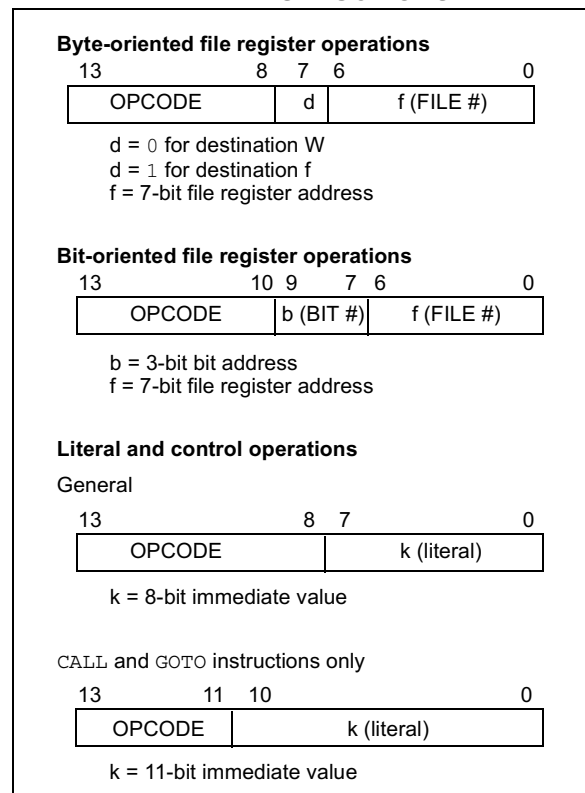 Byte-oriented file register operations
13 8 7 6 0
OPCODE d f (FILE #)
d = 0 for destination W
d = 1 for destination f
f = 7-bit file register address
Bit-oriented file register operations
13 10 9 7 6 0
OPCODE b (BIT #) f (FILE #)
b = 3-bit bit address
f = 7-bit file register address
Literal and control operations
General
13 8 7 0
OPCODE k (literal)
k = 8-bit immediate value
CALL and GOTO instructions only
13 11 10 0
OPCODE k (literal)
k = 11-bit immediate value